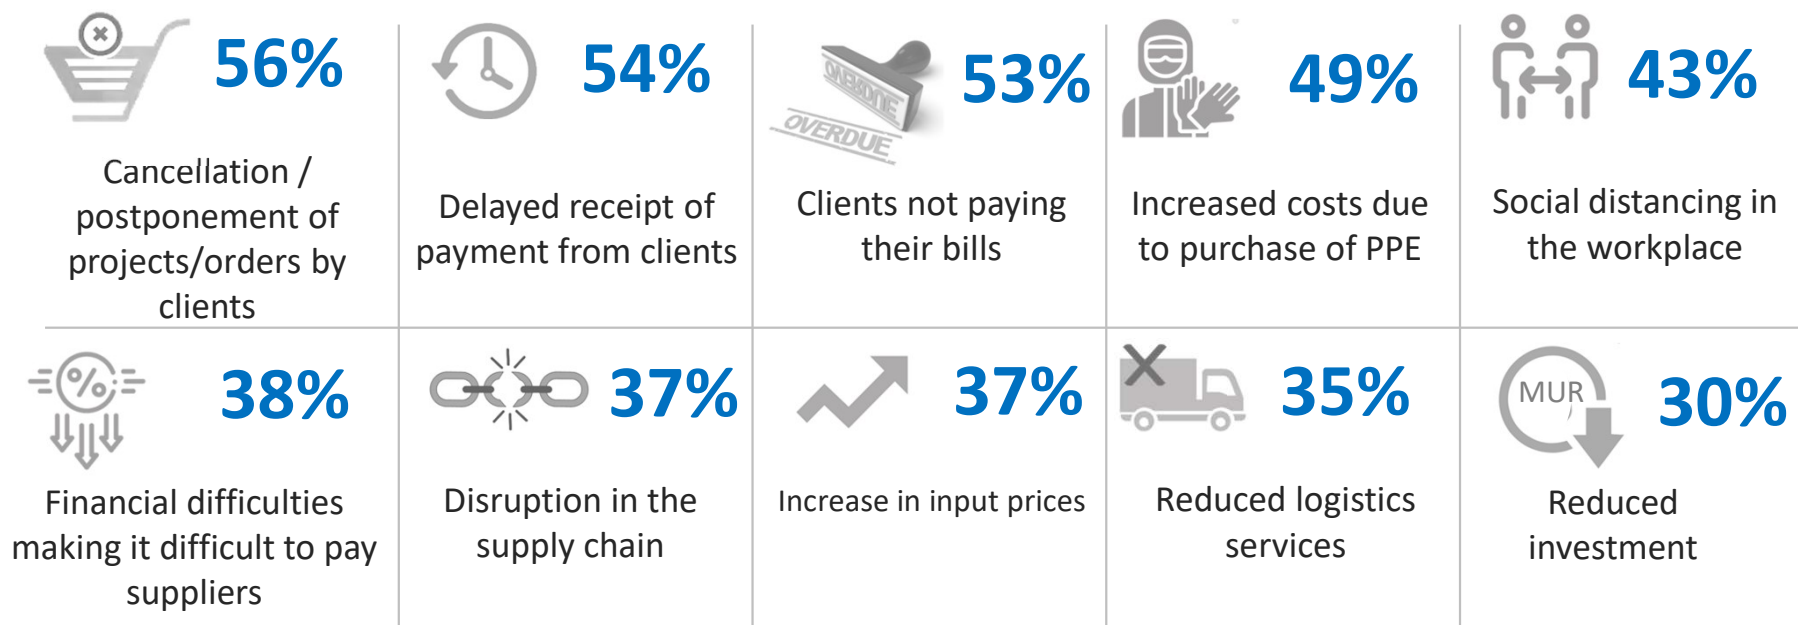 56%
Cancellation /
postponement of
projects/orders by
clients
54%
Delayed receipt of
payment from clients
OVERDUE
53%
Clients not paying
their bills
49%
Increased costs due
to purchase of PPE
43%
Social distancing in
the workplace
38%
Financial difficulties
making it difficult to pay
suppliers
37%
Disruption in the
supply chain
37%
Increase in input prices
35%
Reduced logistics
services
MUR
30%
Reduced
investment